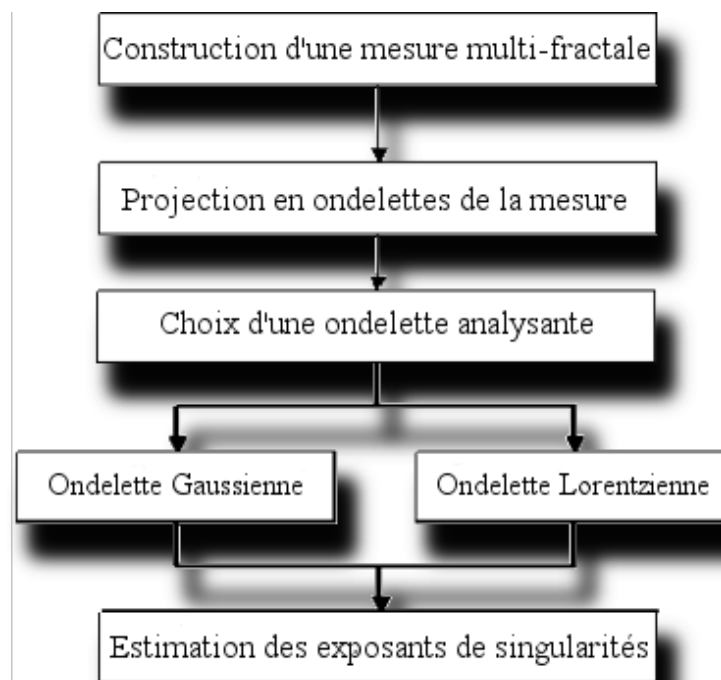 Construction d'une mesure multi-fractale
Projection en ondelettes de la mesure
Choix d'une ondelette analysante
Ondelette Gaussienne
Ondelette Lorentzienne
Estimation des exposants de singularités